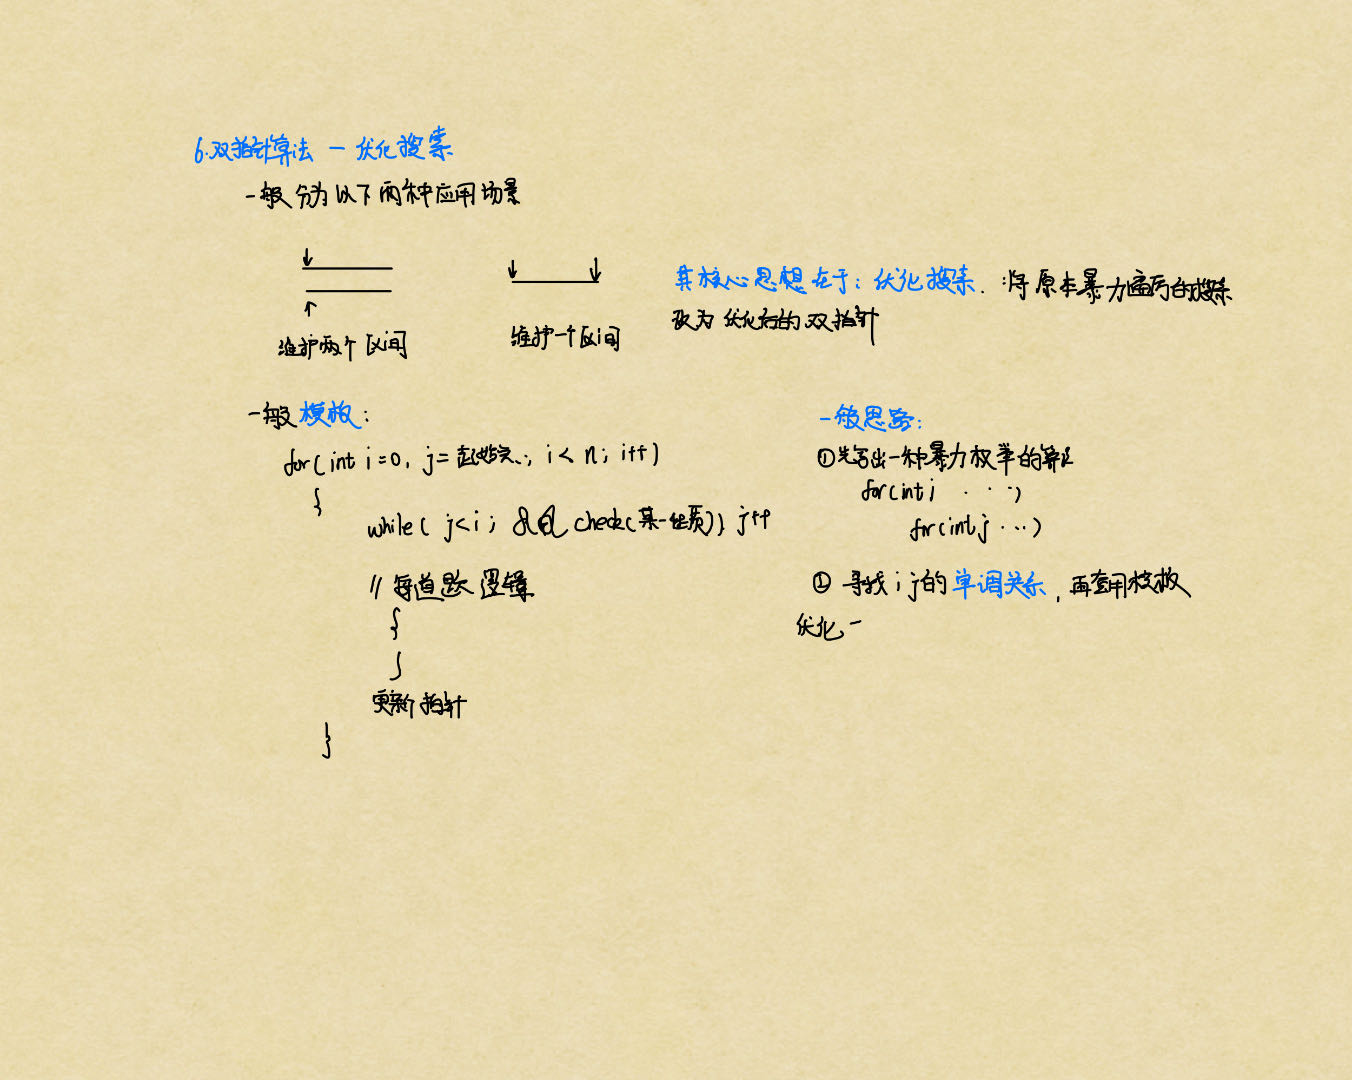 6.双指针算法 — 优化搜索
一般分为以下两种应用场景
维护两个区间
维护一个区间
其核心思想在于：优化搜索．将原本暴力遍历的搜索
改为优化后的双指针
一般模板：
for(int i=0, j=起始点; i<n; i++)
{
while( j<i; && check(某一性质)) j++
// 每道题逻辑
{
}
更新指针
}
一般思路：
①先写出一种暴力枚举的算法
for(int i ···)
for(int j ···)
② 寻找 i j的单调关系，再套用模板
优化一